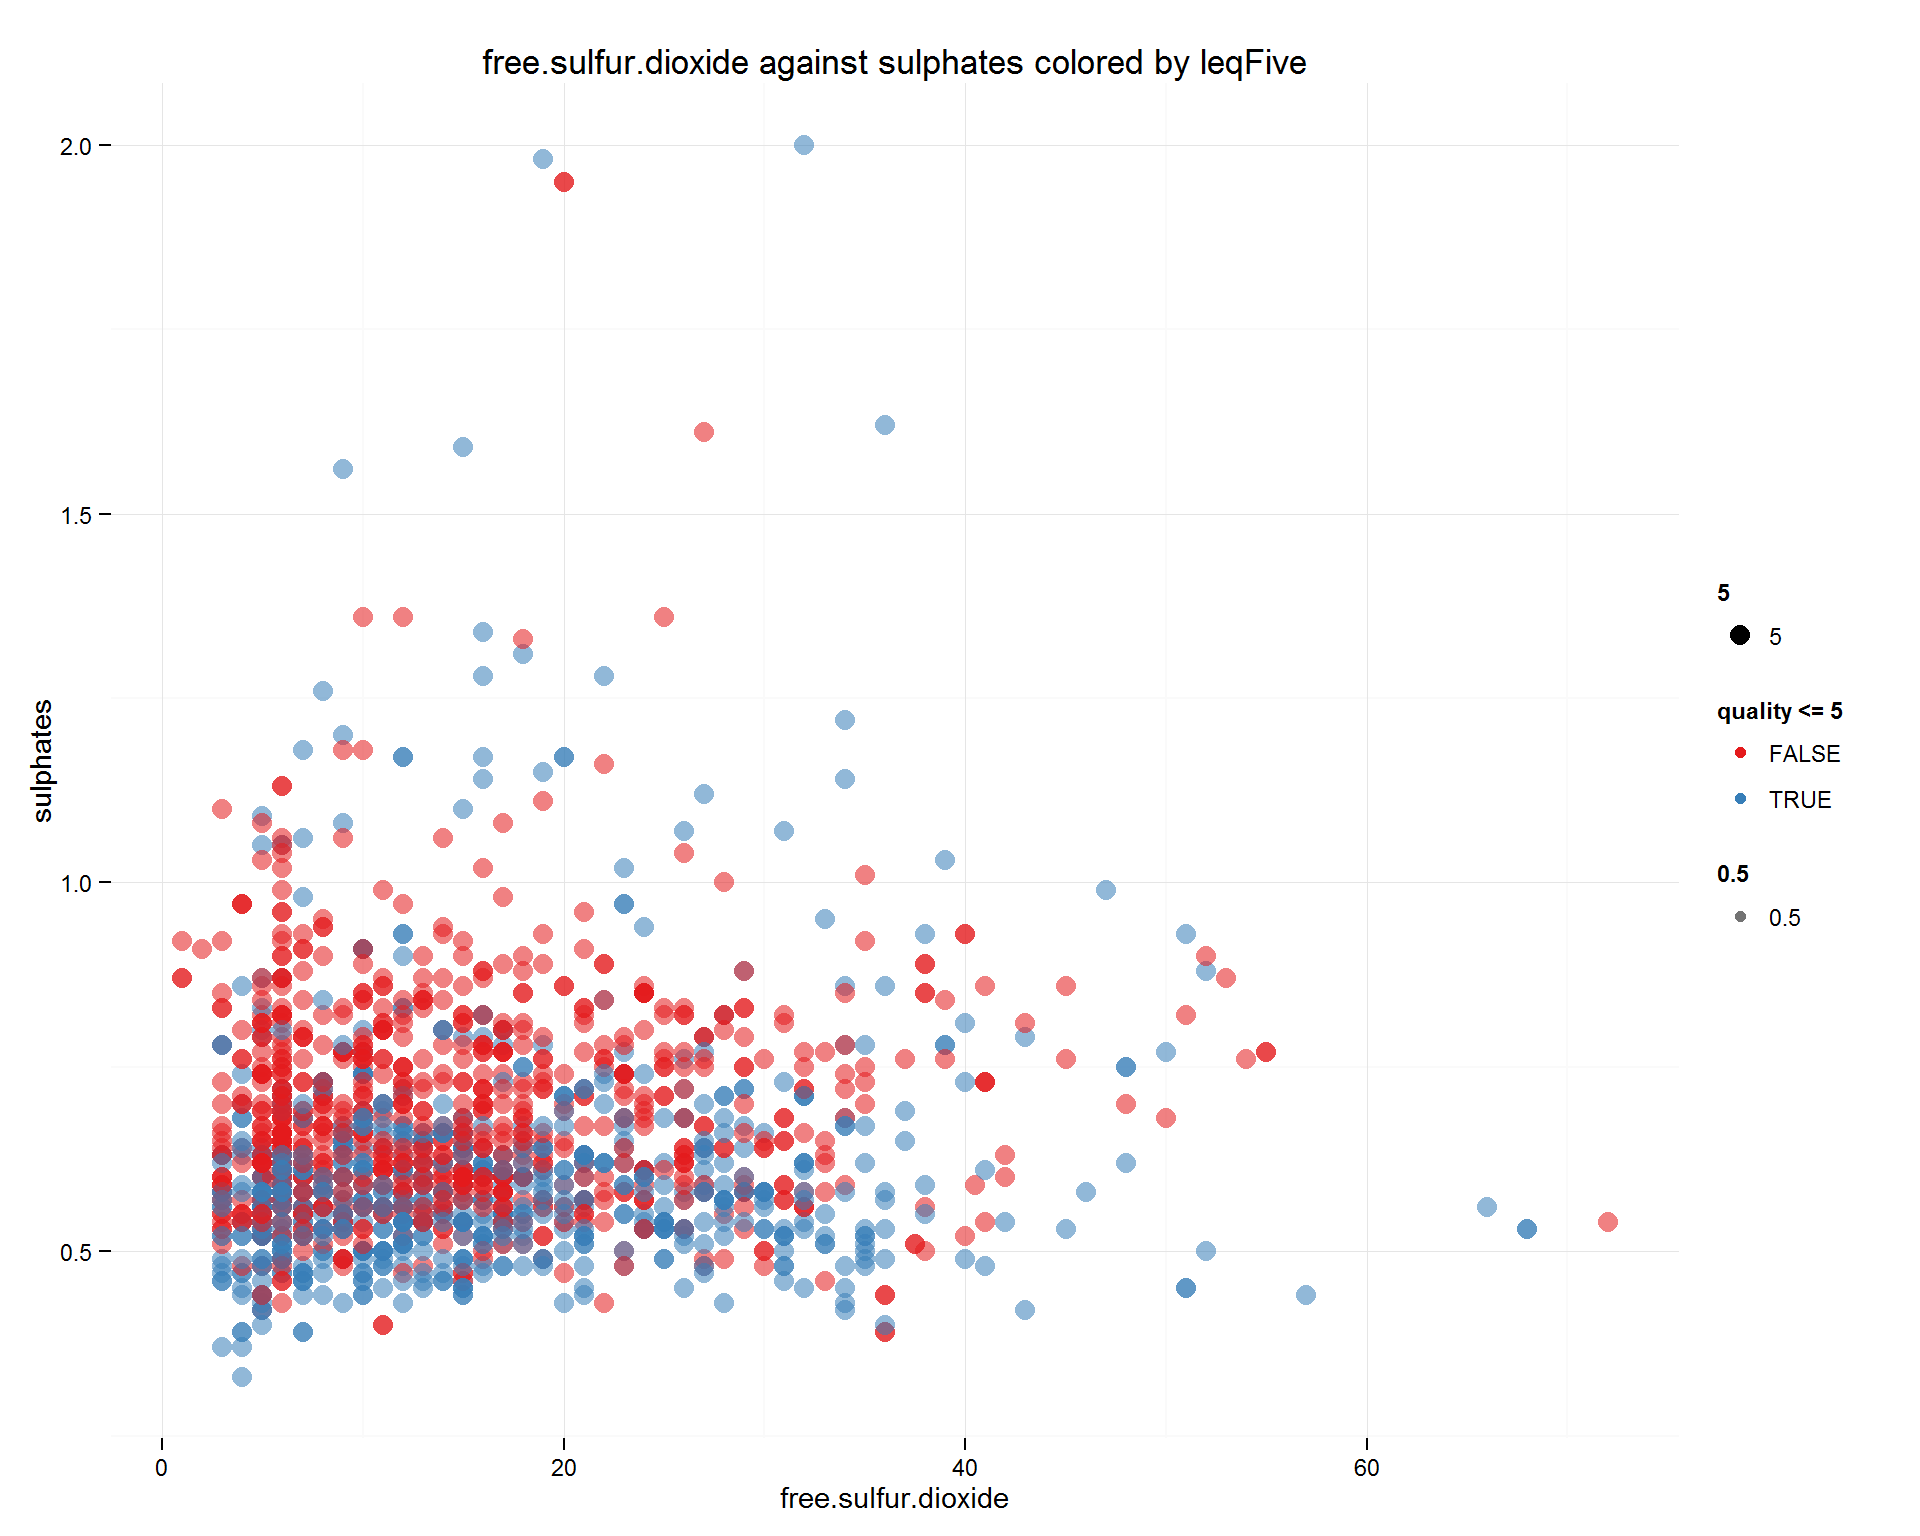 free.sulfur.dioxide against sulphates colored by leqFive
2.0
1.5
1.0
0.5
sulphates
0
20
40
60
free.sulfur.dioxide
5
5
quality <= 5
FALSE
TRUE
0.5
0.5